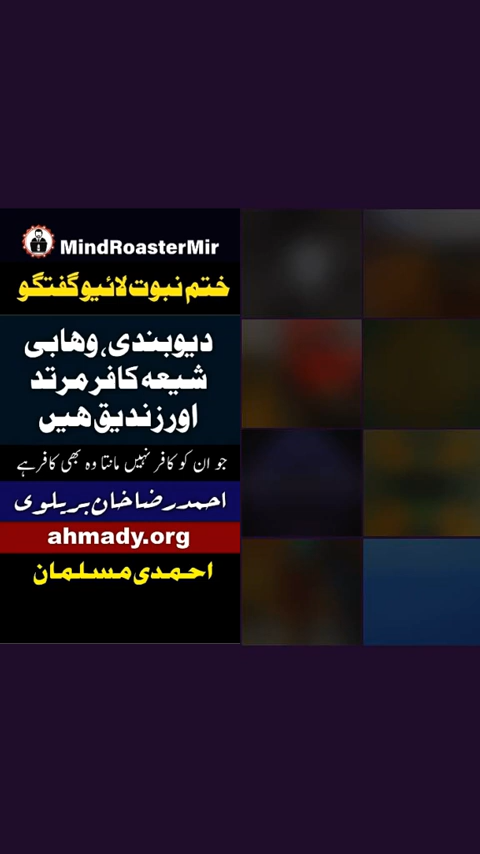 MindRoasterMir
ختم نبوت لائیو گفتگو
دیوبندی، وھابی
شیعہ کافر مرتد
اور زندیق ھیں
جو ان کو کافر نہیں مانتا وہ بھی کافر ہے
احمد رضا خان بریلوی
ahmady.org
احمدی مسلمان